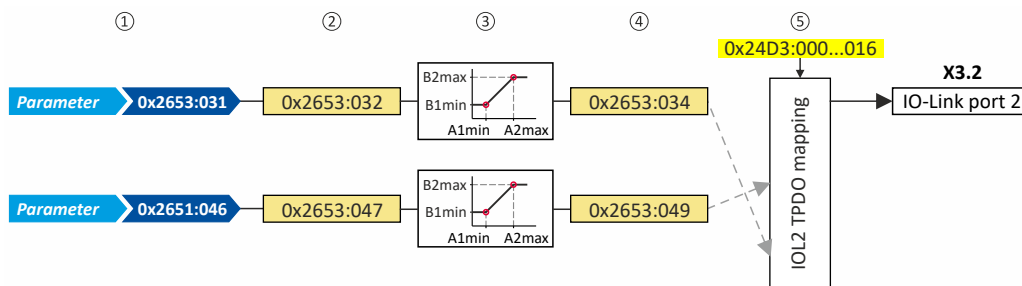 ① ② ③ ④ ⑤
0x24D3:000...016
X3.2
Parameter 0x2653:031 0x2653:032 B2max B1min A1min A2max 0x2653:034 IO-Link port 2
Parameter 0x2651:046 0x2653:047 B2max B1min A1min A2max 0x2653:049
IOL2 TPDO mapping